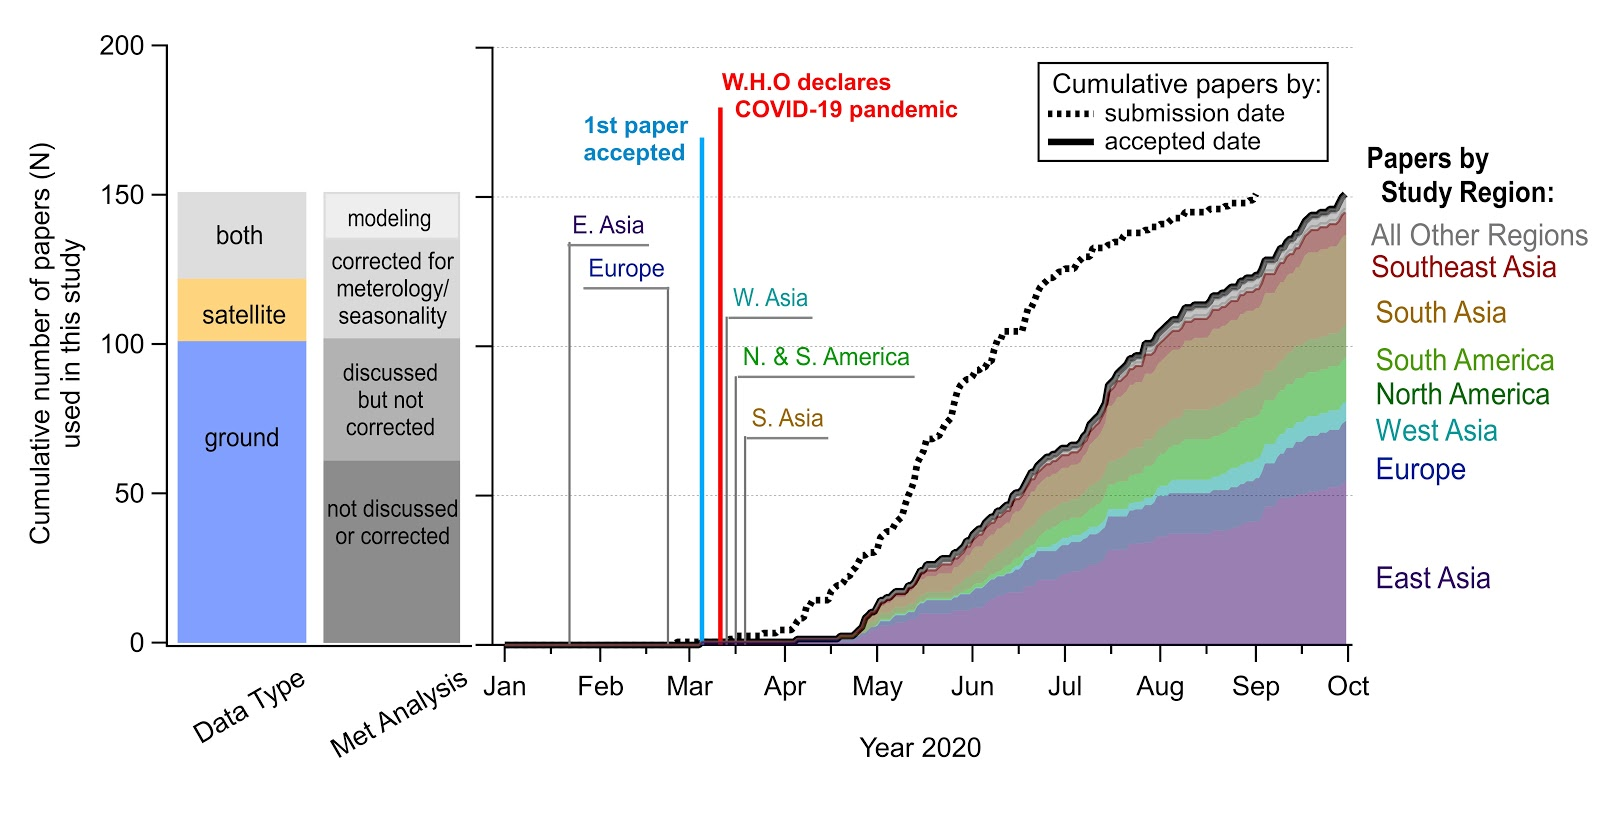 Cumulative number of papers (N)
used in this study
200
150
100
50
0
both
satellite
ground
modeling
corrected for
meterology/
seasonality
discussed
but not
corrected
not discussed
or corrected
Data Type
Met Analysis
W.H.O declares
COVID-19 pandemic
1st paper
accepted
E. Asia
Europe
W. Asia
N. & S. America
S. Asia
Cumulative papers by:
submission date
accepted date
Papers by
Study Region:
All Other Regions
Southeast Asia
South Asia
South America
North America
West Asia
Europe
East Asia
Jan Feb Mar Apr May Jun Jul Aug Sep Oct
Year 2020